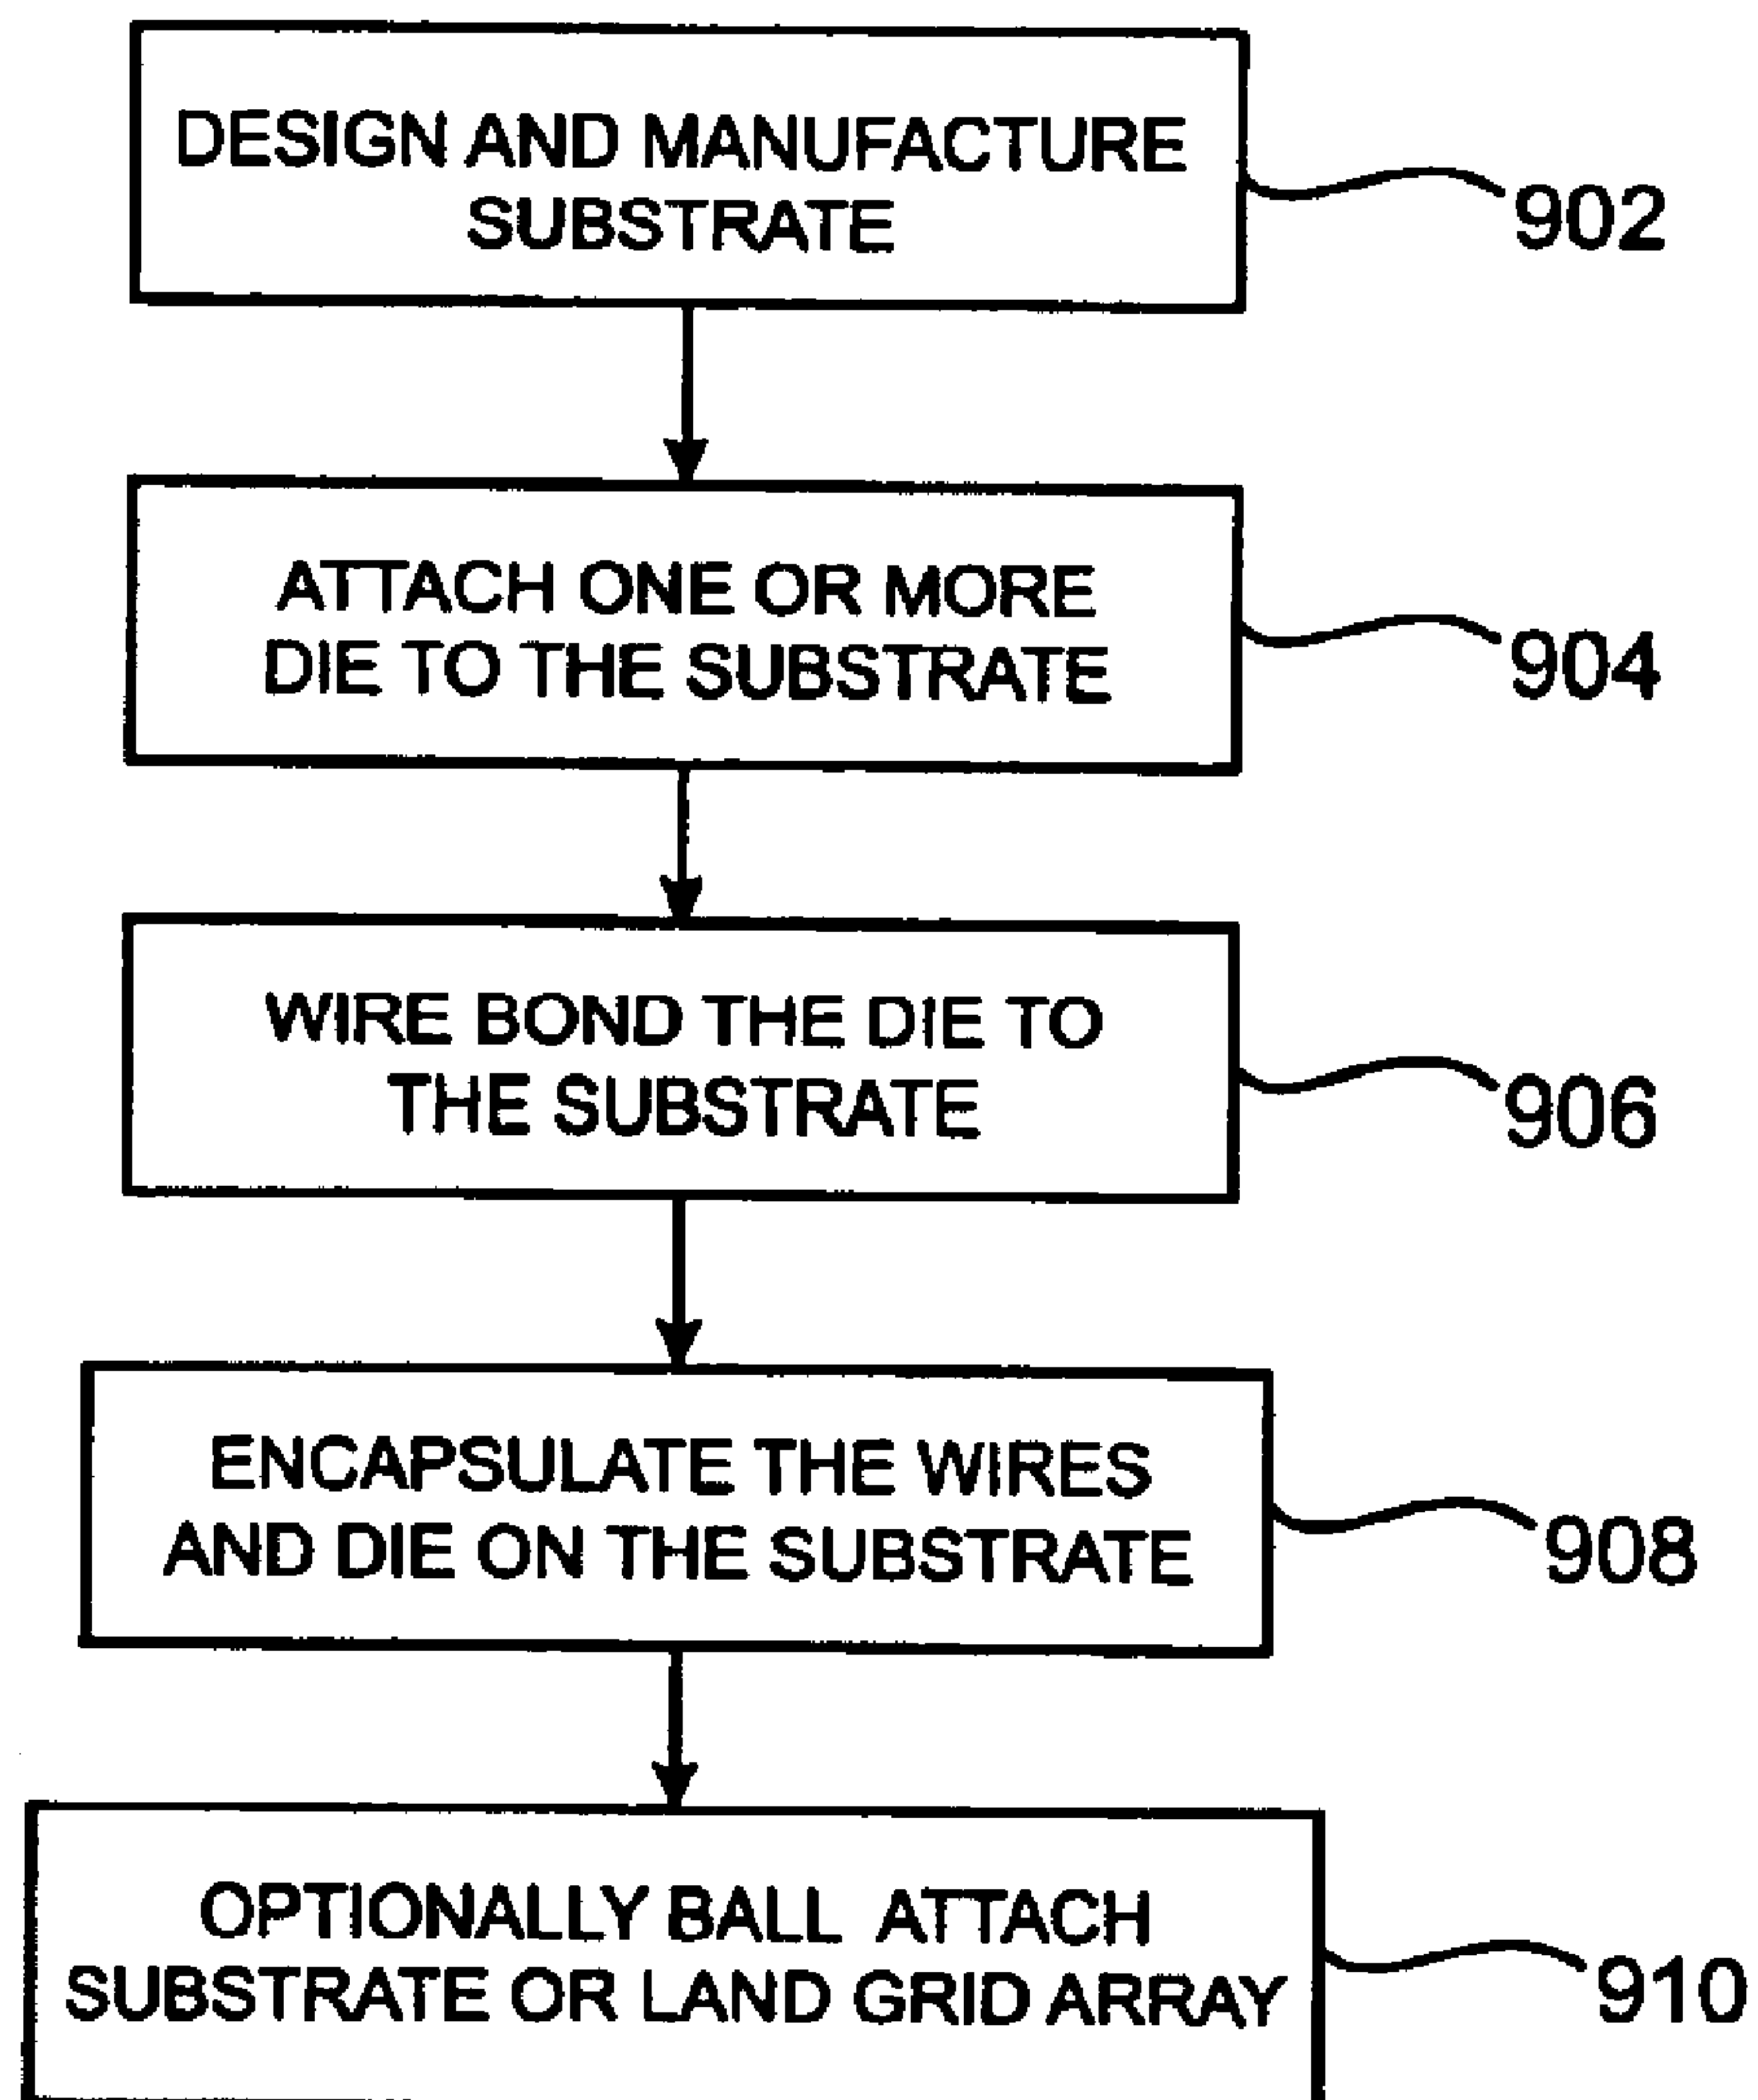 DESIGN AND MANUFACTURE
SUBSTRATE
902
ATTACH ONE OR MORE
DIE TO THE SUBSTRATE
904
WIRE BOND THE DIE TO
THE SUBSTRATE
906
ENCAPSULATE THE WIRES
AND DIE ON THE SUBSTRATE
908
OPTIONALLY BALL ATTACH
SUBSTRATE OR LAND GRID ARRAY
910